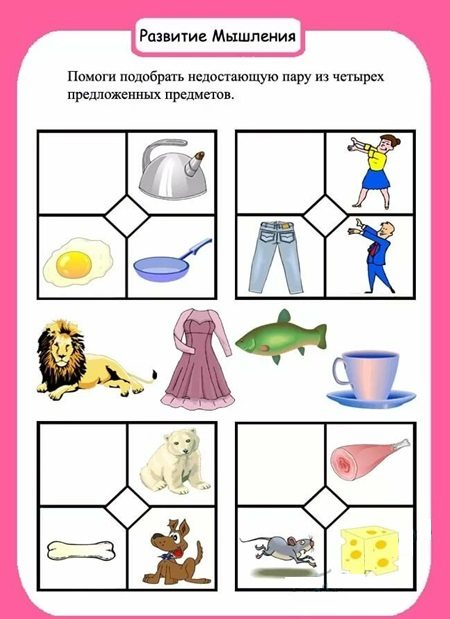 Развитие Мышления
Помоги подобрать недостающую пару из четырех
предложенных предметов.